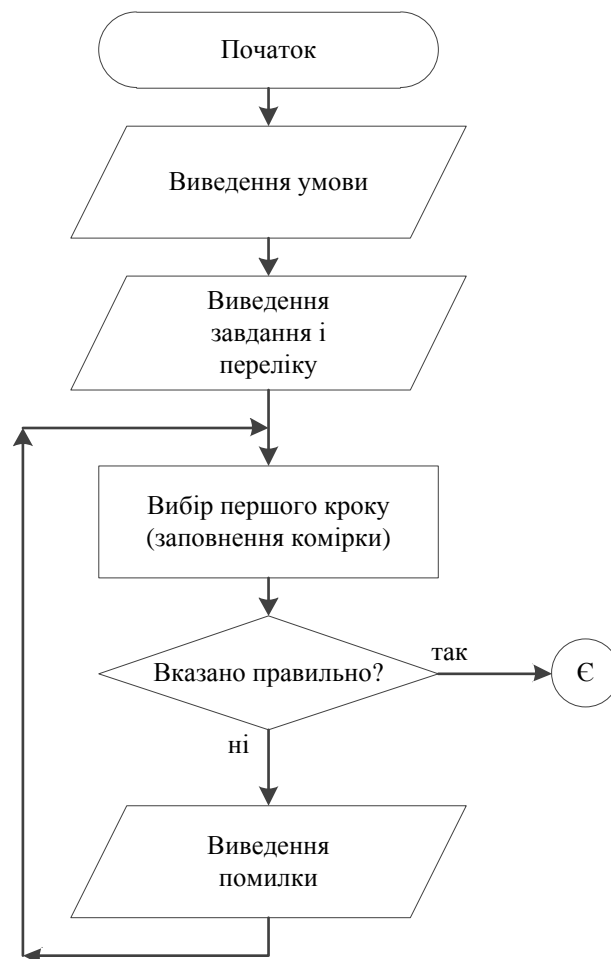 Початок
Виведення умови
Виведення
завдання і
переліку
Вибір першого кроку
(заповнення комірки)
Вказано правильно?
так
Є
ні
Виведення
помилки